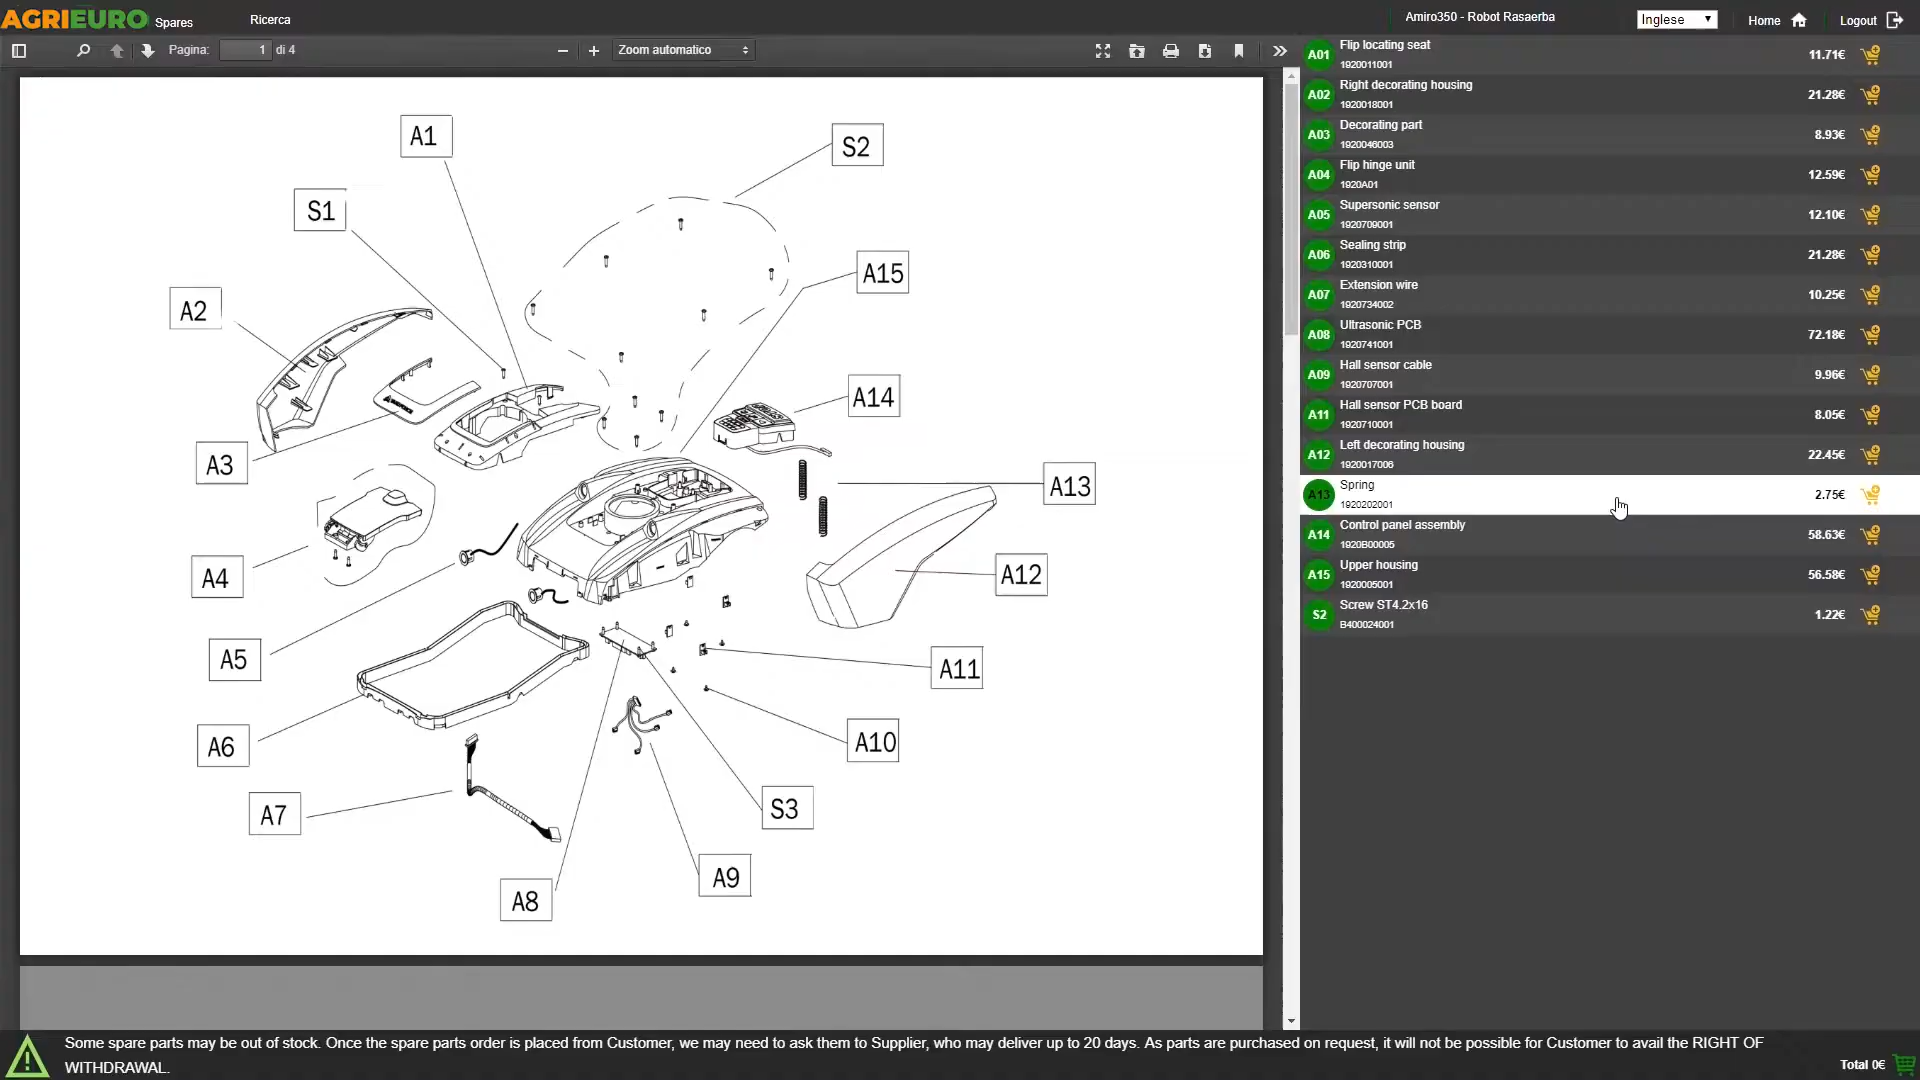 AGRIEURO Spares
Ricerca
Amiro350 - Robot Rasaerba
Inglese
Home
Logout
Pagina: 1 di 4
Zoom automatico
A1
S2
S1
A15
A2
A14
A3
A13
A4
A12
A5
A11
A6
A10
A7
S3
A9
A8
A01 Flip locating seat 11.71€
1920011001
A02 Right decorating housing 21.28€
1920018001
A03 Decorating part 8.93€
1920046003
A04 Flip hinge unit 12.59€
1920A01
A05 Supersonic sensor 12.10€
1920709001
A06 Sealing strip 21.28€
1920310001
A07 Extension wire 10.25€
1920734002
A08 Ultrasonic PCB 72.18€
1920741001
A09 Hall sensor cable 9.96€
1920707001
A11 Hall sensor PCB board 8.05€
1920710001
A12 Left decorating housing 22.45€
1920017006
A13 Spring 2.75€
1920202001
A14 Control panel assembly 58.63€
1920B00005
A15 Upper housing 56.58€
1920005001
S2 Screw ST4.2x16 1.22€
B400024001
Some spare parts may be out of stock. Once the spare parts order is placed from Customer, we may need to ask them to Supplier, who may deliver up to 20 days. As parts are purchased on request, it will not be possible for Customer to avail the RIGHT OF
WITHDRAWAL.
Total 0€